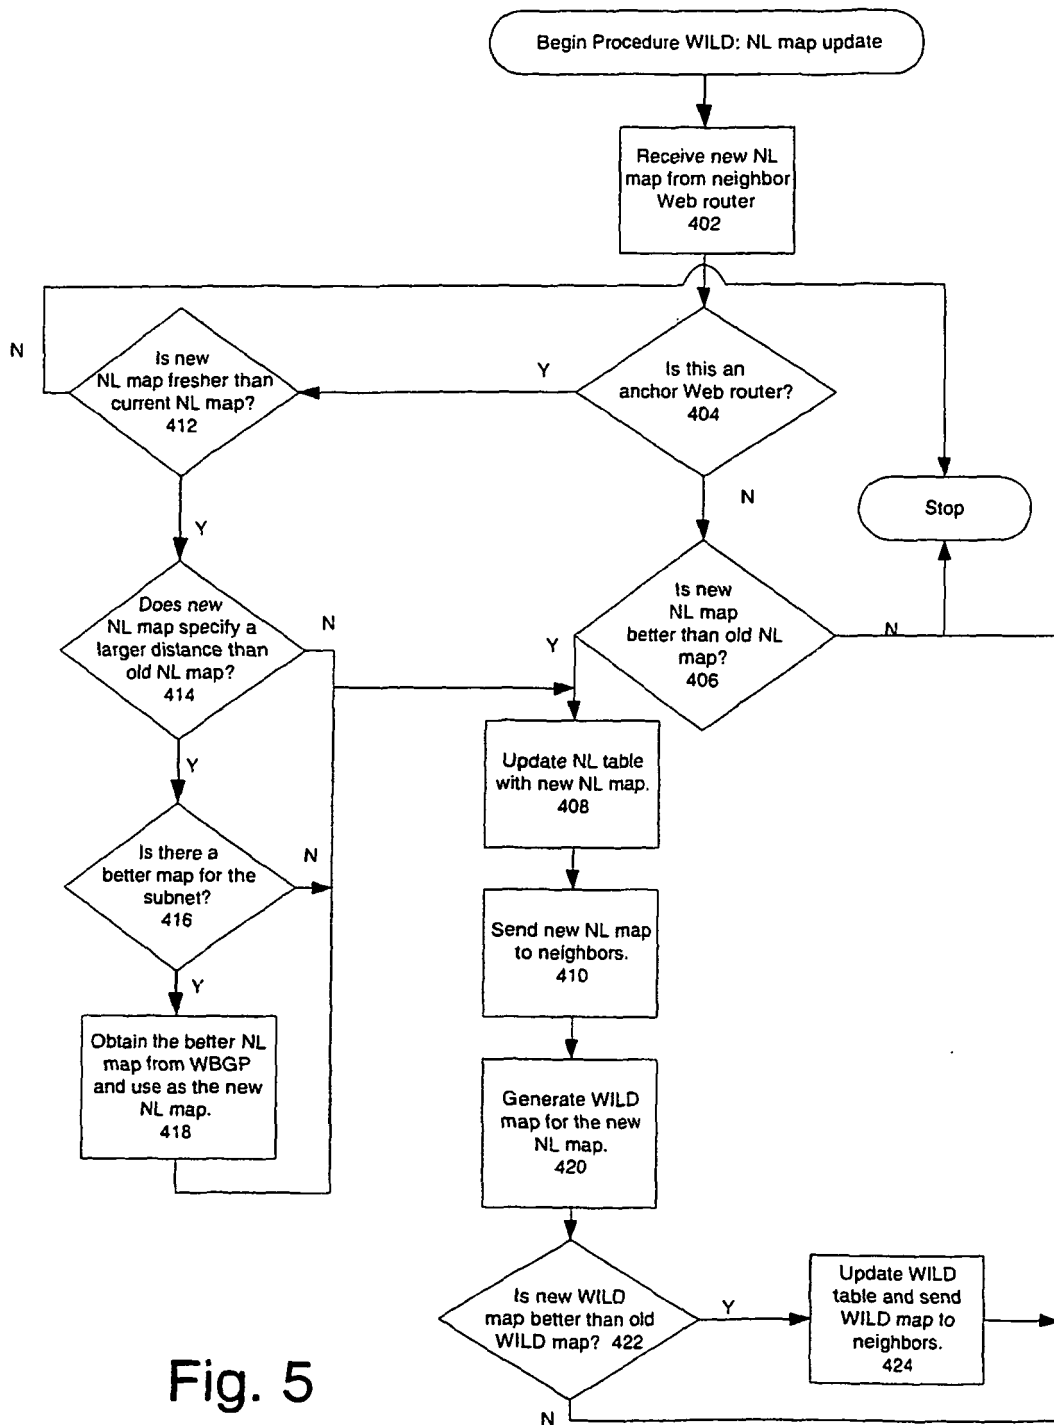 Begin Procedure WILD: NL map update
Receive new NL
map from neighbor
Web router
402
N
Is new
NL map fresher than
current NL map?
412
Y
Is this an
anchor Web router?
404
N
Stop
Y
Does new
NL map specify a
larger distance than
old NL map?
414
N
Y
Is new
NL map
better than old NL
map?
406
N
Y
Update NL table
with new NL map.
408
Is there a
better map for the
subnet?
416
N
Y
Send new NL map
to neighbors.
410
Obtain the better NL
map from WBGP
and use as the new
NL map.
418
Generate WILD
map for the new
NL map.
420
Is new WILD
map better than old
WILD map? 422
Y
N
Update WILD
table and send
WILD map to
neighbors.
424
Fig. 5